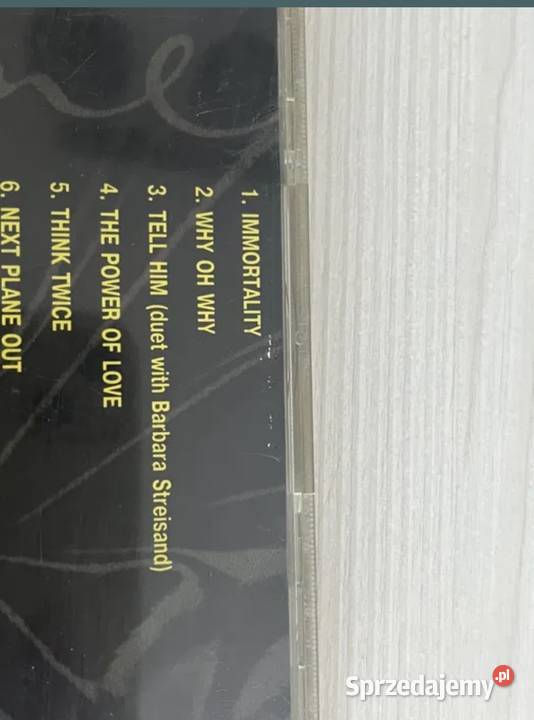 1. IMMORTALITY
2. WHY OH WHY
3. TELL HIM (duet with Barbara Streisand)
4. THE POWER OF LOVE
5. THINK TWICE
6. NEXT PLANE OUT
Sprzedajemy.pl